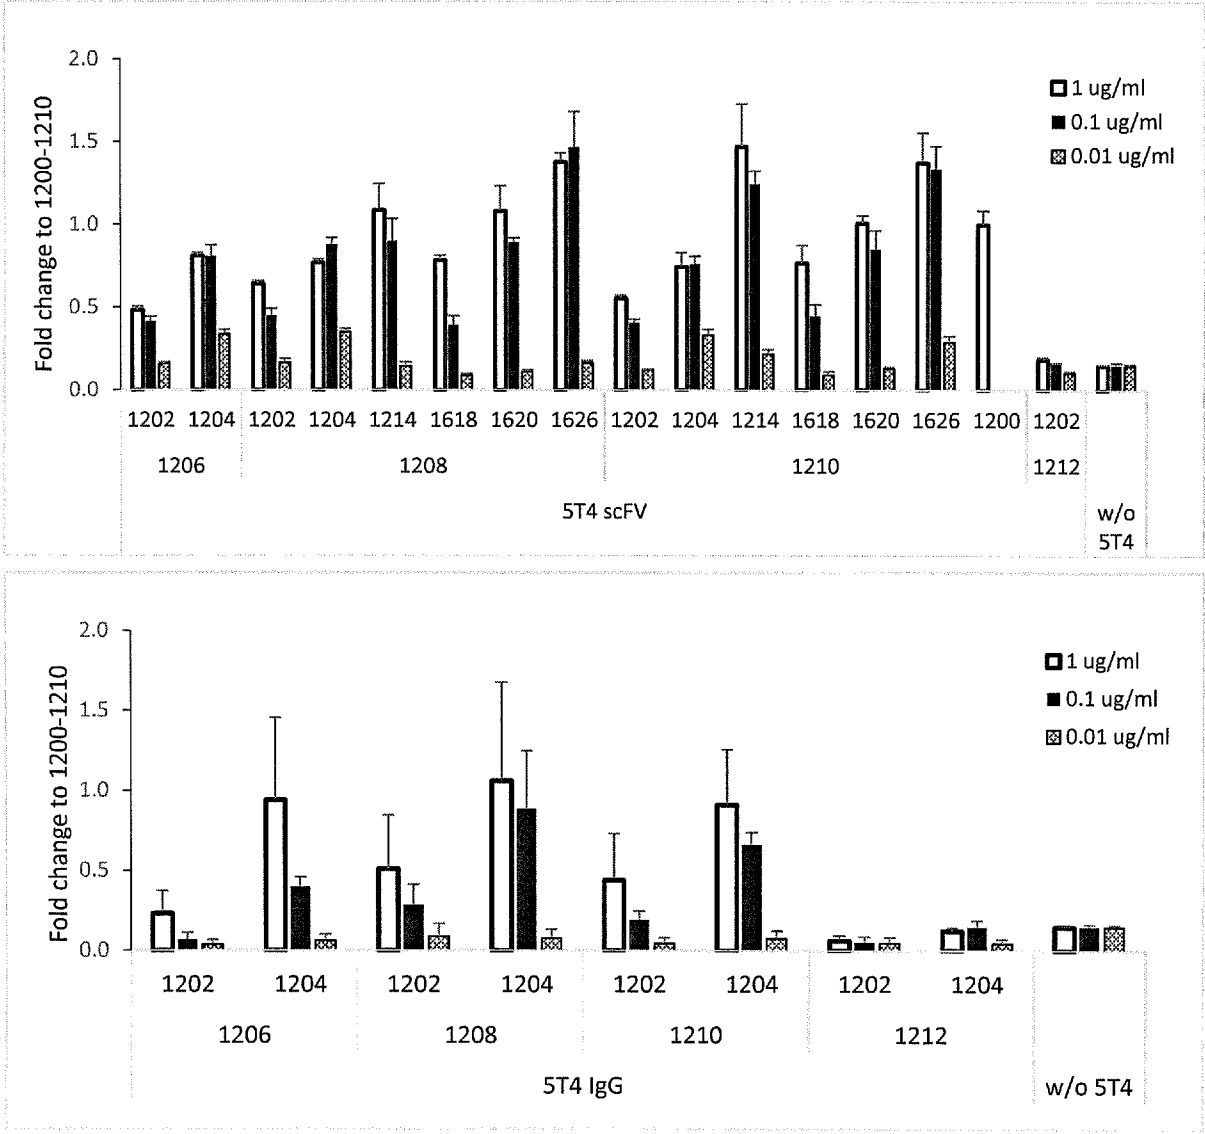 Fold change to 1200-1210
2.0
1.5
1.0
0.5
0.0
1 ug/ml
0.1 ug/ml
0.01 ug/ml
1202 1204 1202 1204 1214 1618 1620 1626 1202 1204 1214 1618 1620 1626 1200 1202
1206 1208 1210 1212
5T4 scFV
w/o
5T4
Fold change to 1200-1210
2.0
1.5
1.0
0.5
0.0
1 ug/ml
0.1 ug/ml
0.01 ug/ml
1202 1204 1202 1204 1202 1204 1202 1204
1206 1208 1210 1212
5T4 IgG w/o 5T4